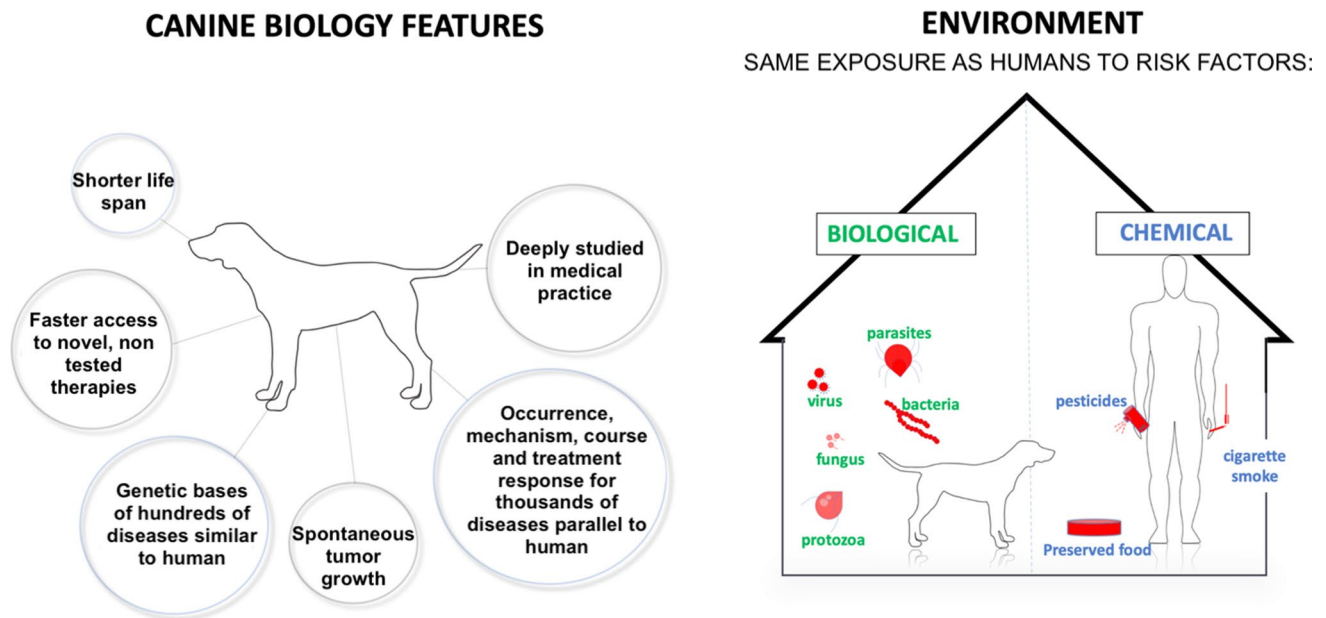 CANINE BIOLOGY FEATURES
Shorter life
span
Faster access
to novel, non
tested
therapies
Genetic bases
of hundreds of
diseases similar
to human
Spontaneous
tumor
growth
Occurrence,
mechanism, course
and treatment
response for
thousands of
diseases parallel to
human
Deeply studied
in medical
practice
ENVIRONMENT
SAME EXPOSURE AS HUMANS TO RISK FACTORS:
BIOLOGICAL
parasites
virus
bacteria
fungus
protozoa
CHEMICAL
pesticides
cigarette
smoke
Preserved food